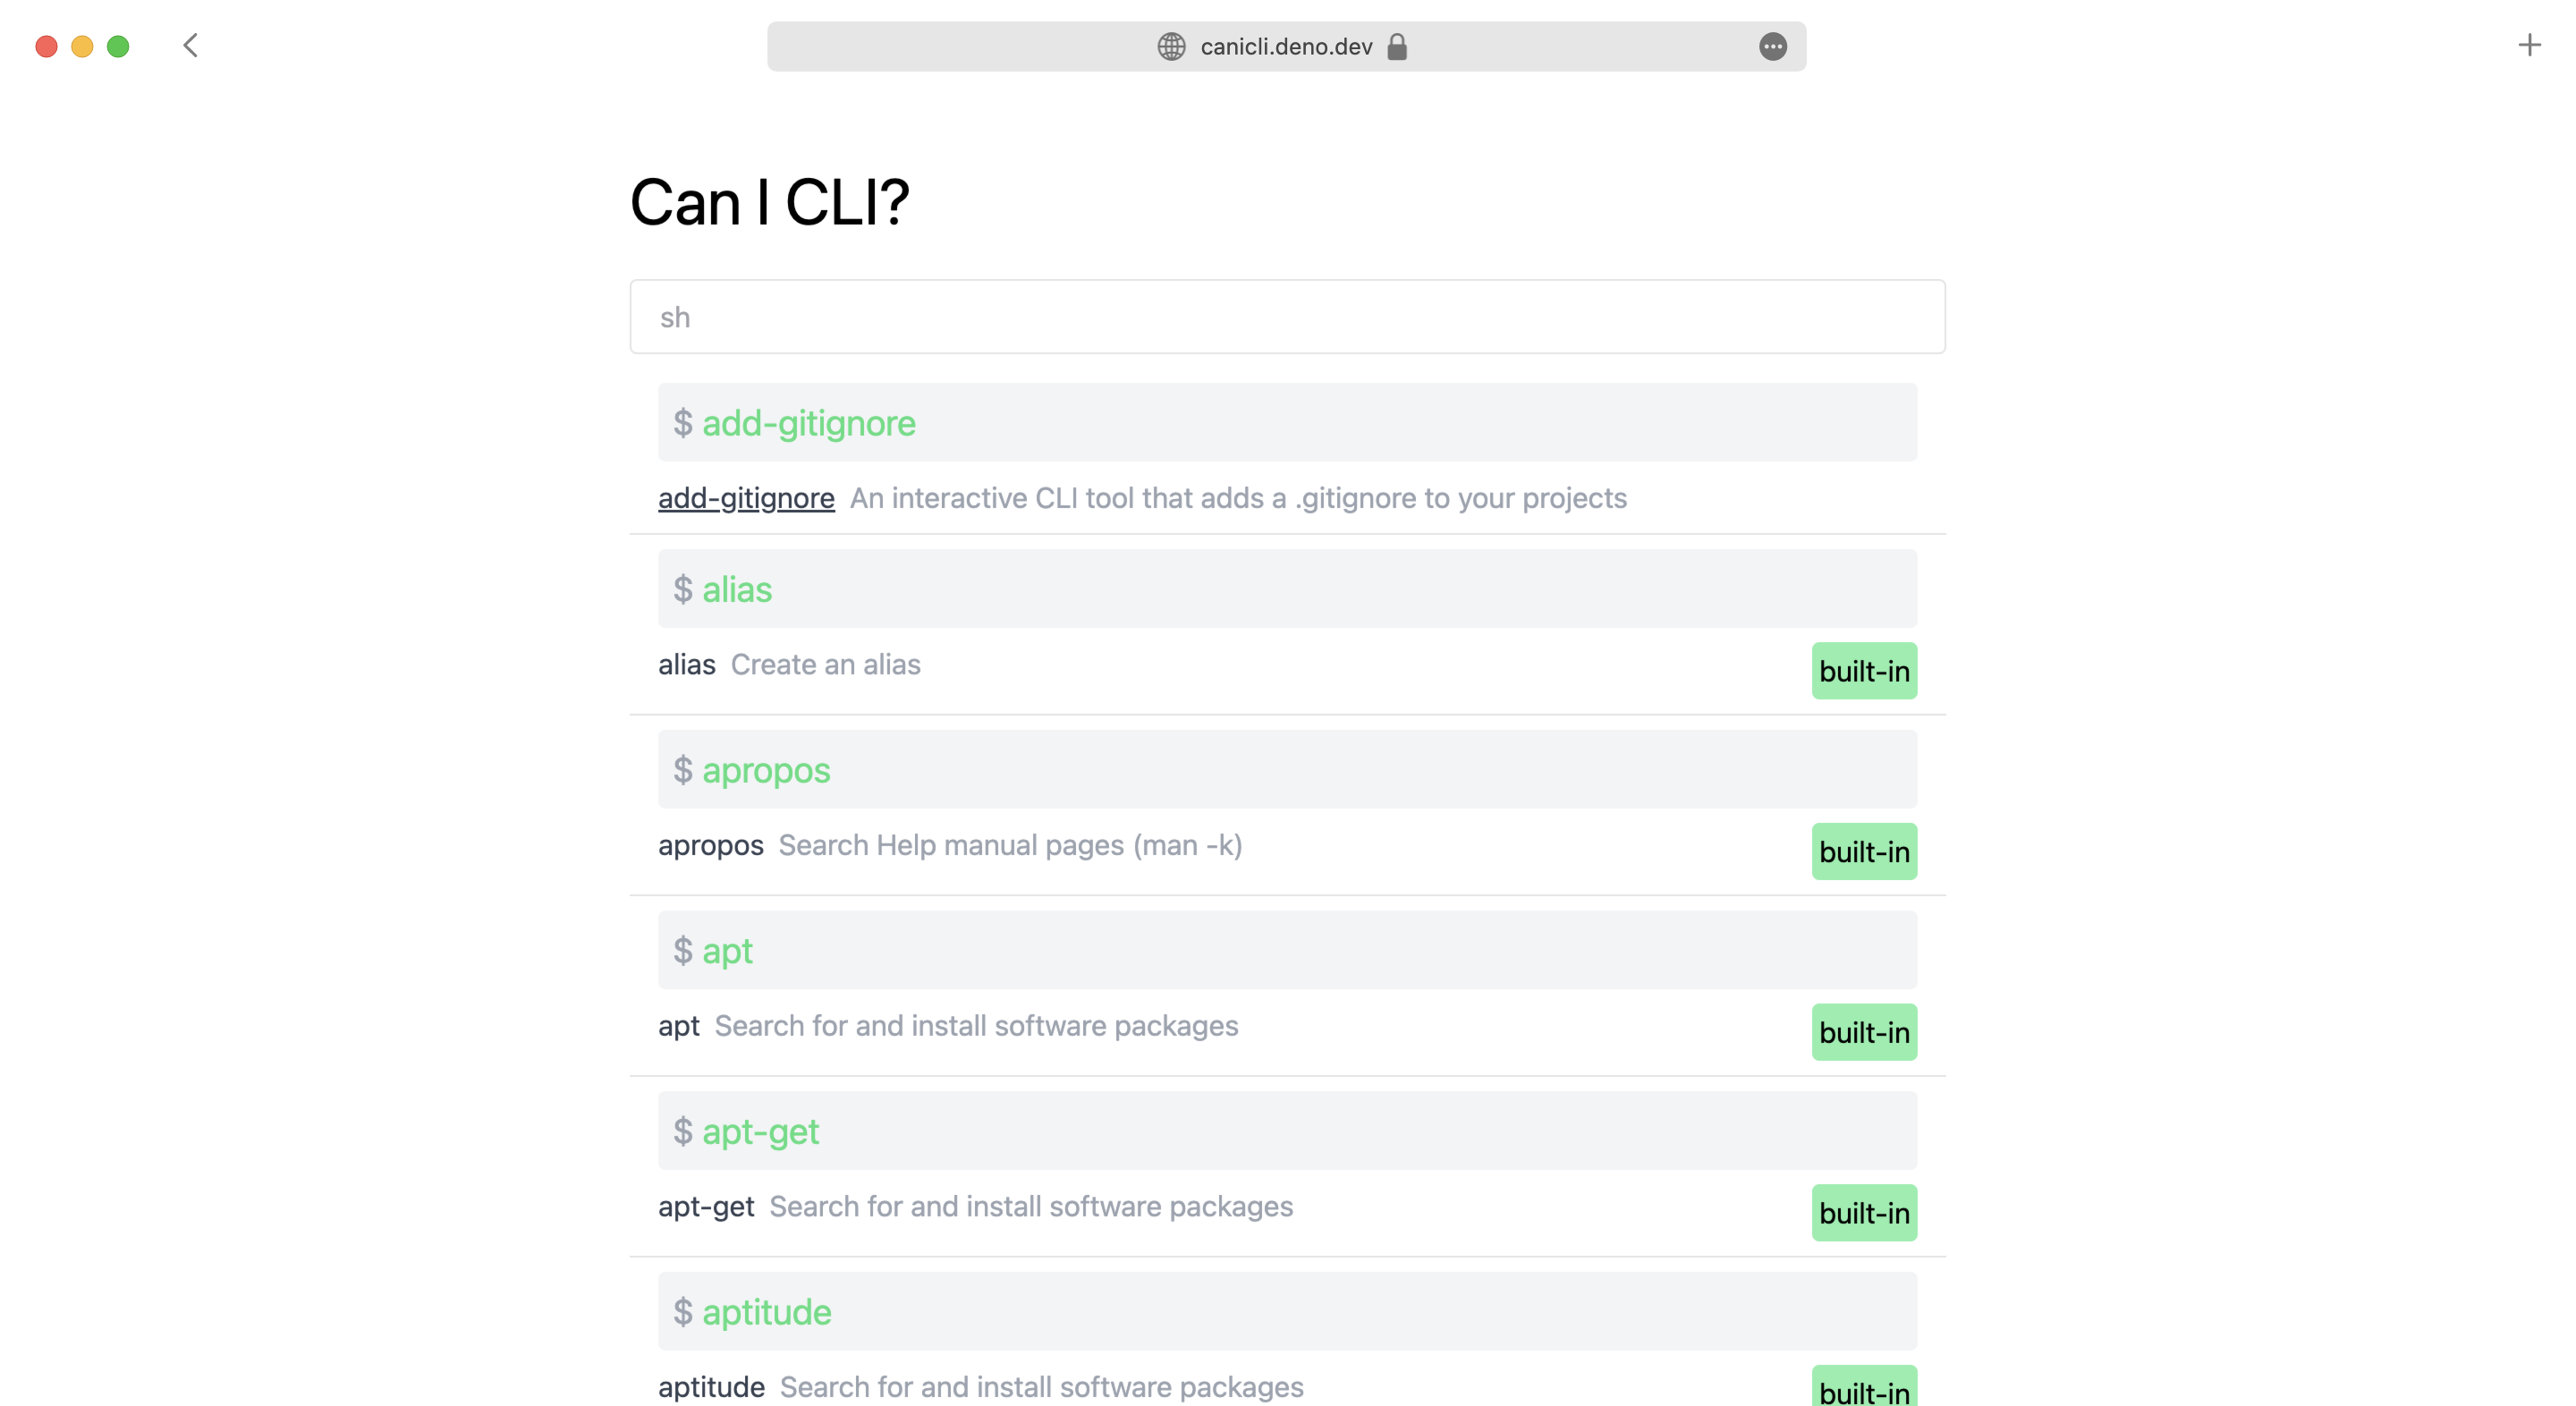 canicli.deno.dev
Can I CLI?
sh
$ add-gitignore
add-gitignore An interactive CLI tool that adds a .gitignore to your projects
$ alias
alias Create an alias
built-in
$ apropos
apropos Search Help manual pages (man -k)
built-in
$ apt
apt Search for and install software packages
built-in
$ apt-get
apt-get Search for and install software packages
built-in
$ aptitude
aptitude Search for and install software packages
built-in